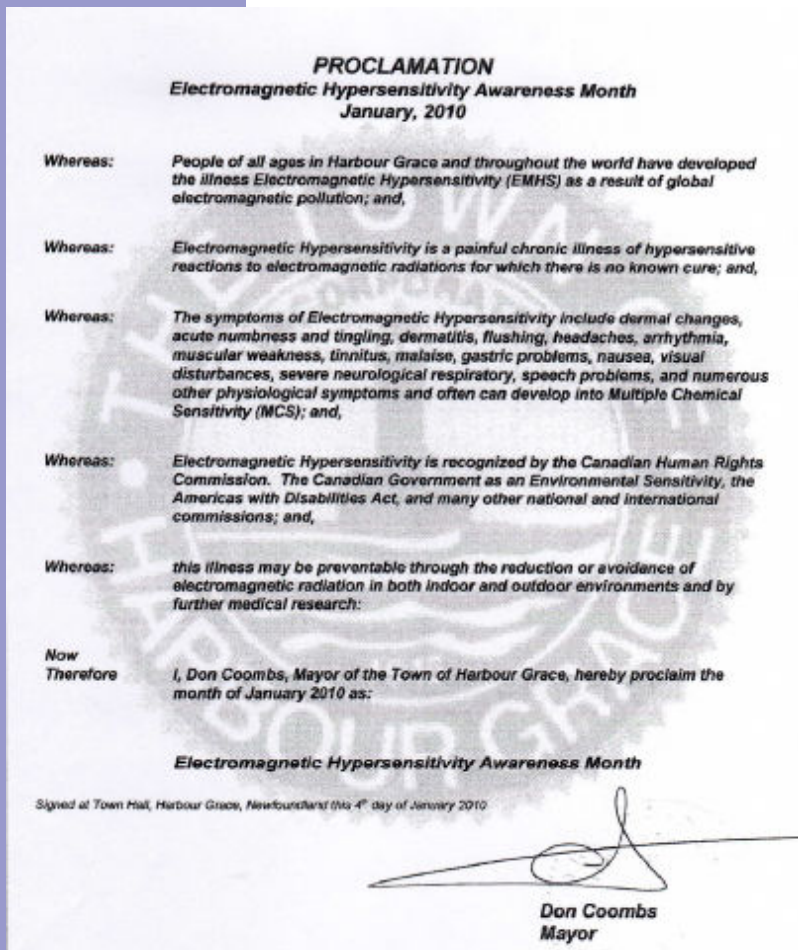 PROCLAMATION
Electromagnetic Hypersensitivity Awareness Month
January, 2010
Whereas: People of all ages in Harbour Grace and throughout the world have developed
the illness Electromagnetic Hypersensitivity (EMHS) as a result of global
electromagnetic pollution; and,
Whereas: Electromagnetic Hypersensitivity is a painful chronic illness of hypersensitive
reactions to electromagnetic radiations for which there is no known cure; and,
Whereas: The symptoms of Electromagnetic Hypersensitivity include dermal changes,
acute numbness and tingling, dermatitis, flushing, headaches, arrhythmia,
muscular weakness, tinnitus, malaise, gastric problems, nausea, visual
disturbances, severe neurological respiratory, speech problems, and numerous
other physiological symptoms and often can develop into Multiple Chemical
Sensitivity (MCS); and,
Whereas: Electromagnetic Hypersensitivity is recognized by the Canadian Human Rights
Commission. The Canadian Government as an Environmental Sensitivity, the
Americas with Disabilities Act, and many other national and international
commissions; and,
Whereas: this illness may be preventable through the reduction or avoidance of
electromagnetic radiation in both indoor and outdoor environments and by
further medical research:
Now
Therefore I, Don Coombs, Mayor of the Town of Harbour Grace, hereby proclaim the
month of January 2010 as:
Electromagnetic Hypersensitivity Awareness Month
Signed at Town Hall, Harbour Grace, Newfoundland this 4th day of January 2010
Don Coombs
Mayor
THE TOWN OF
HARBOUR GRACE